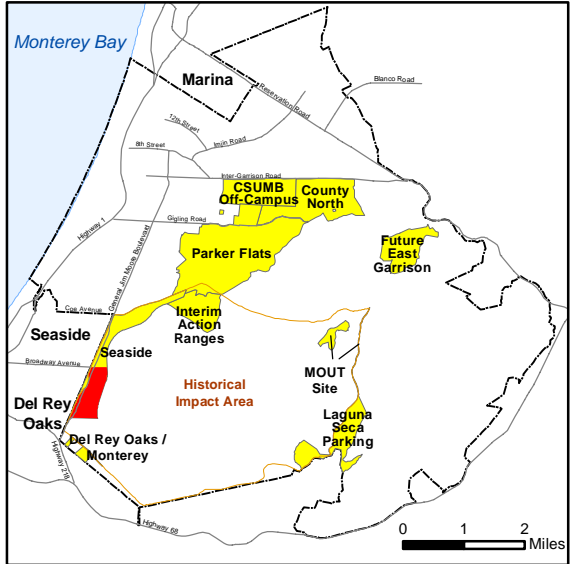 Monterey Bay
Marina
Blanco Road
Reservation Road
12th Street
Imjin Road
8th Street
Inter-Garrison Road
CSUMB
Off-Campus
County
North
Gigling Road
Highway 1
General Jim Moore Boulevard
Parker Flats
Future
East
Garrison
Coe Avenue
Interim
Action
Ranges
Seaside
Seaside
Broadway Avenue
MOUT
Site
Historical
Impact Area
Del Rey
Oaks
Laguna
Seca
Parking
Del Rey Oaks /
Monterey
Highway 218
Highway 68
0 1 2
Miles